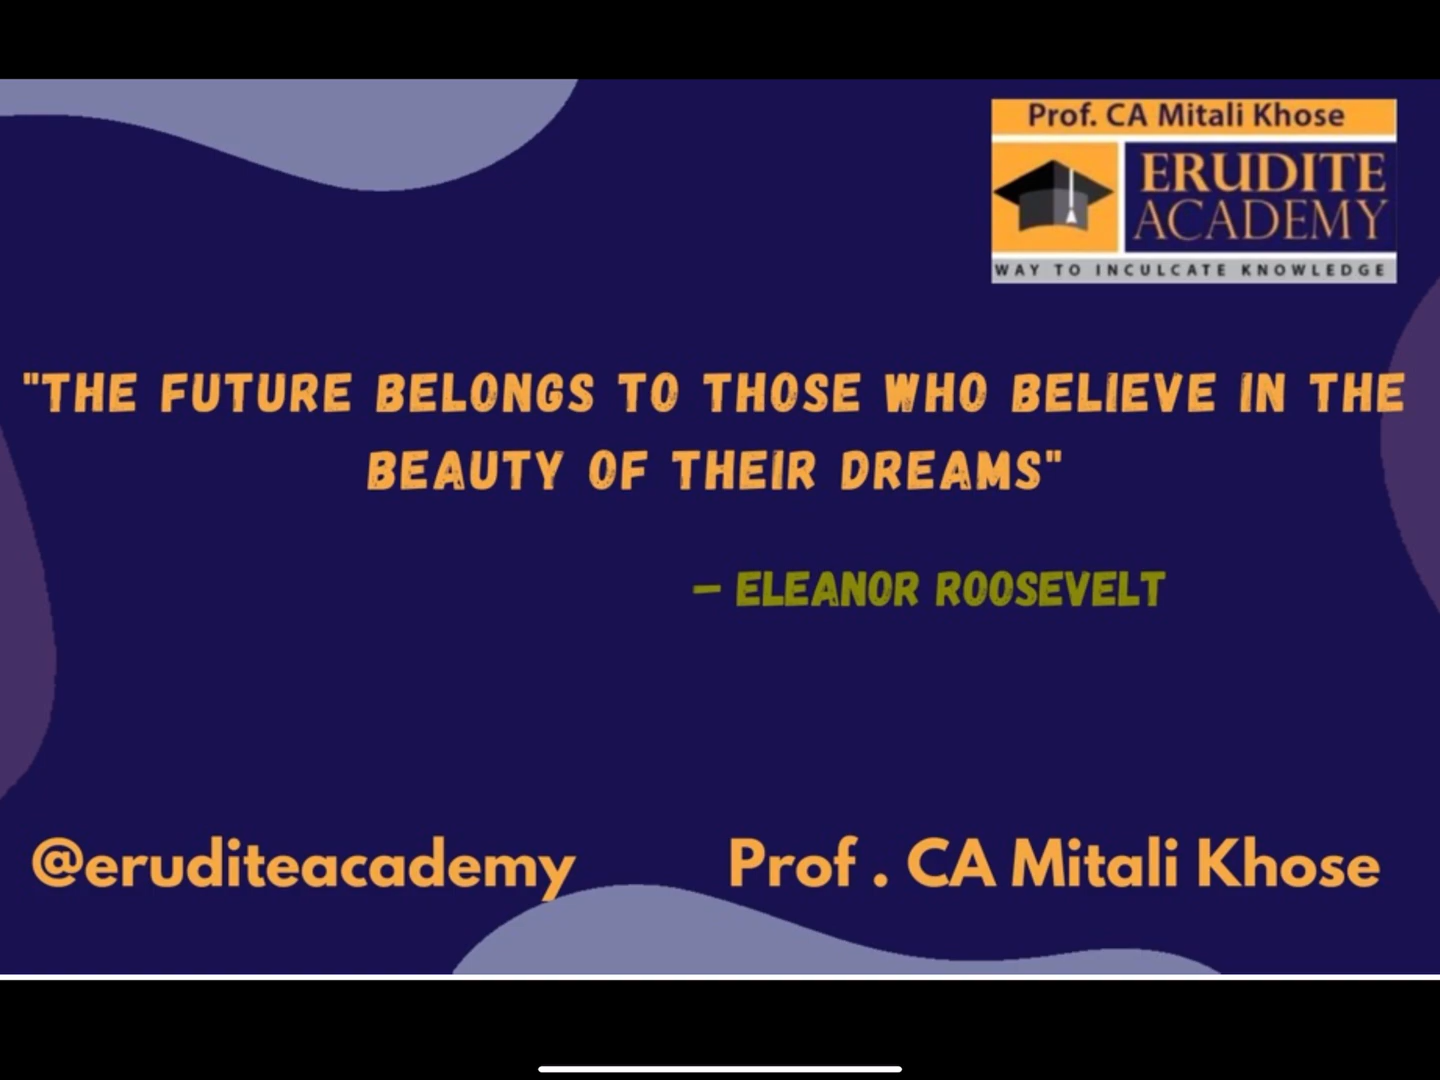 Prof. CA Mitali Khose
ERUDITE
ACADEMY
WAY TO INCULCATE KNOWLEDGE
"THE FUTURE BELONGS TO THOSE WHO BELIEVE IN THE
BEAUTY OF THEIR DREAMS"
– ELEANOR ROOSEVELT
@eruditeacademy
Prof . CA Mitali Khose